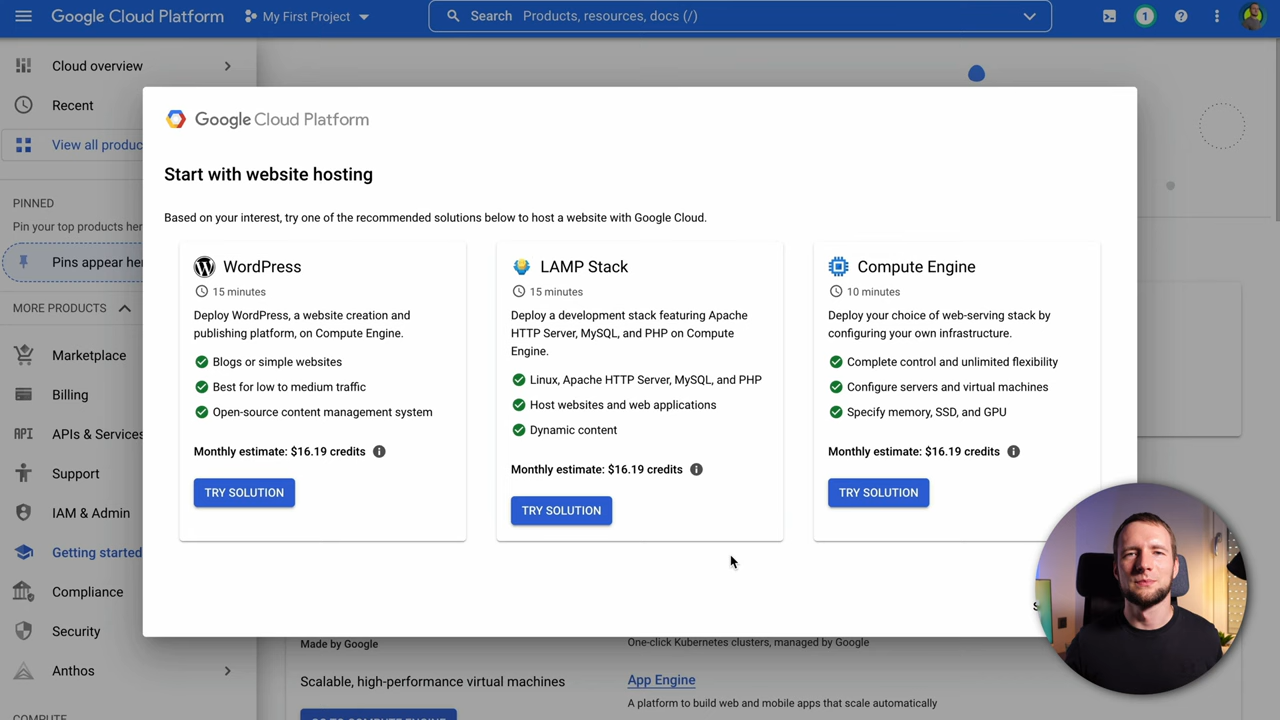 Google Cloud Platform
My First Project
Search Products, resources, docs (/)
1
Cloud overview
Recent
View all produc
PINNED
Pin your top products her
Pins appear her
MORE PRODUCTS
Marketplace
Billing
API APIs & Services
Support
IAM & Admin
Getting started
Compliance
Security
Anthos
COMPUTE
Google Cloud Platform
Start with website hosting
Based on your interest, try one of the recommended solutions below to host a website with Google Cloud.
WordPress
15 minutes
Deploy WordPress, a website creation and
publishing platform, on Compute Engine.
Blogs or simple websites
Best for low to medium traffic
Open-source content management system
Monthly estimate: $16.19 credits
TRY SOLUTION
LAMP Stack
15 minutes
Deploy a development stack featuring Apache
HTTP Server, MySQL, and PHP on Compute
Engine.
Linux, Apache HTTP Server, MySQL, and PHP
Host websites and web applications
Dynamic content
Monthly estimate: $16.19 credits
TRY SOLUTION
Compute Engine
10 minutes
Deploy your choice of web-serving stack by
configuring your own infrastructure.
Complete control and unlimited flexibility
Configure servers and virtual machines
Specify memory, SSD, and GPU
Monthly estimate: $16.19 credits
TRY SOLUTION
S
Made by Google
Scalable, high-performance virtual machines
GO TO COMPUTE ENGINE
One-click Kubernetes clusters, managed by Google
App Engine
A platform to build web and mobile apps that scale automatically